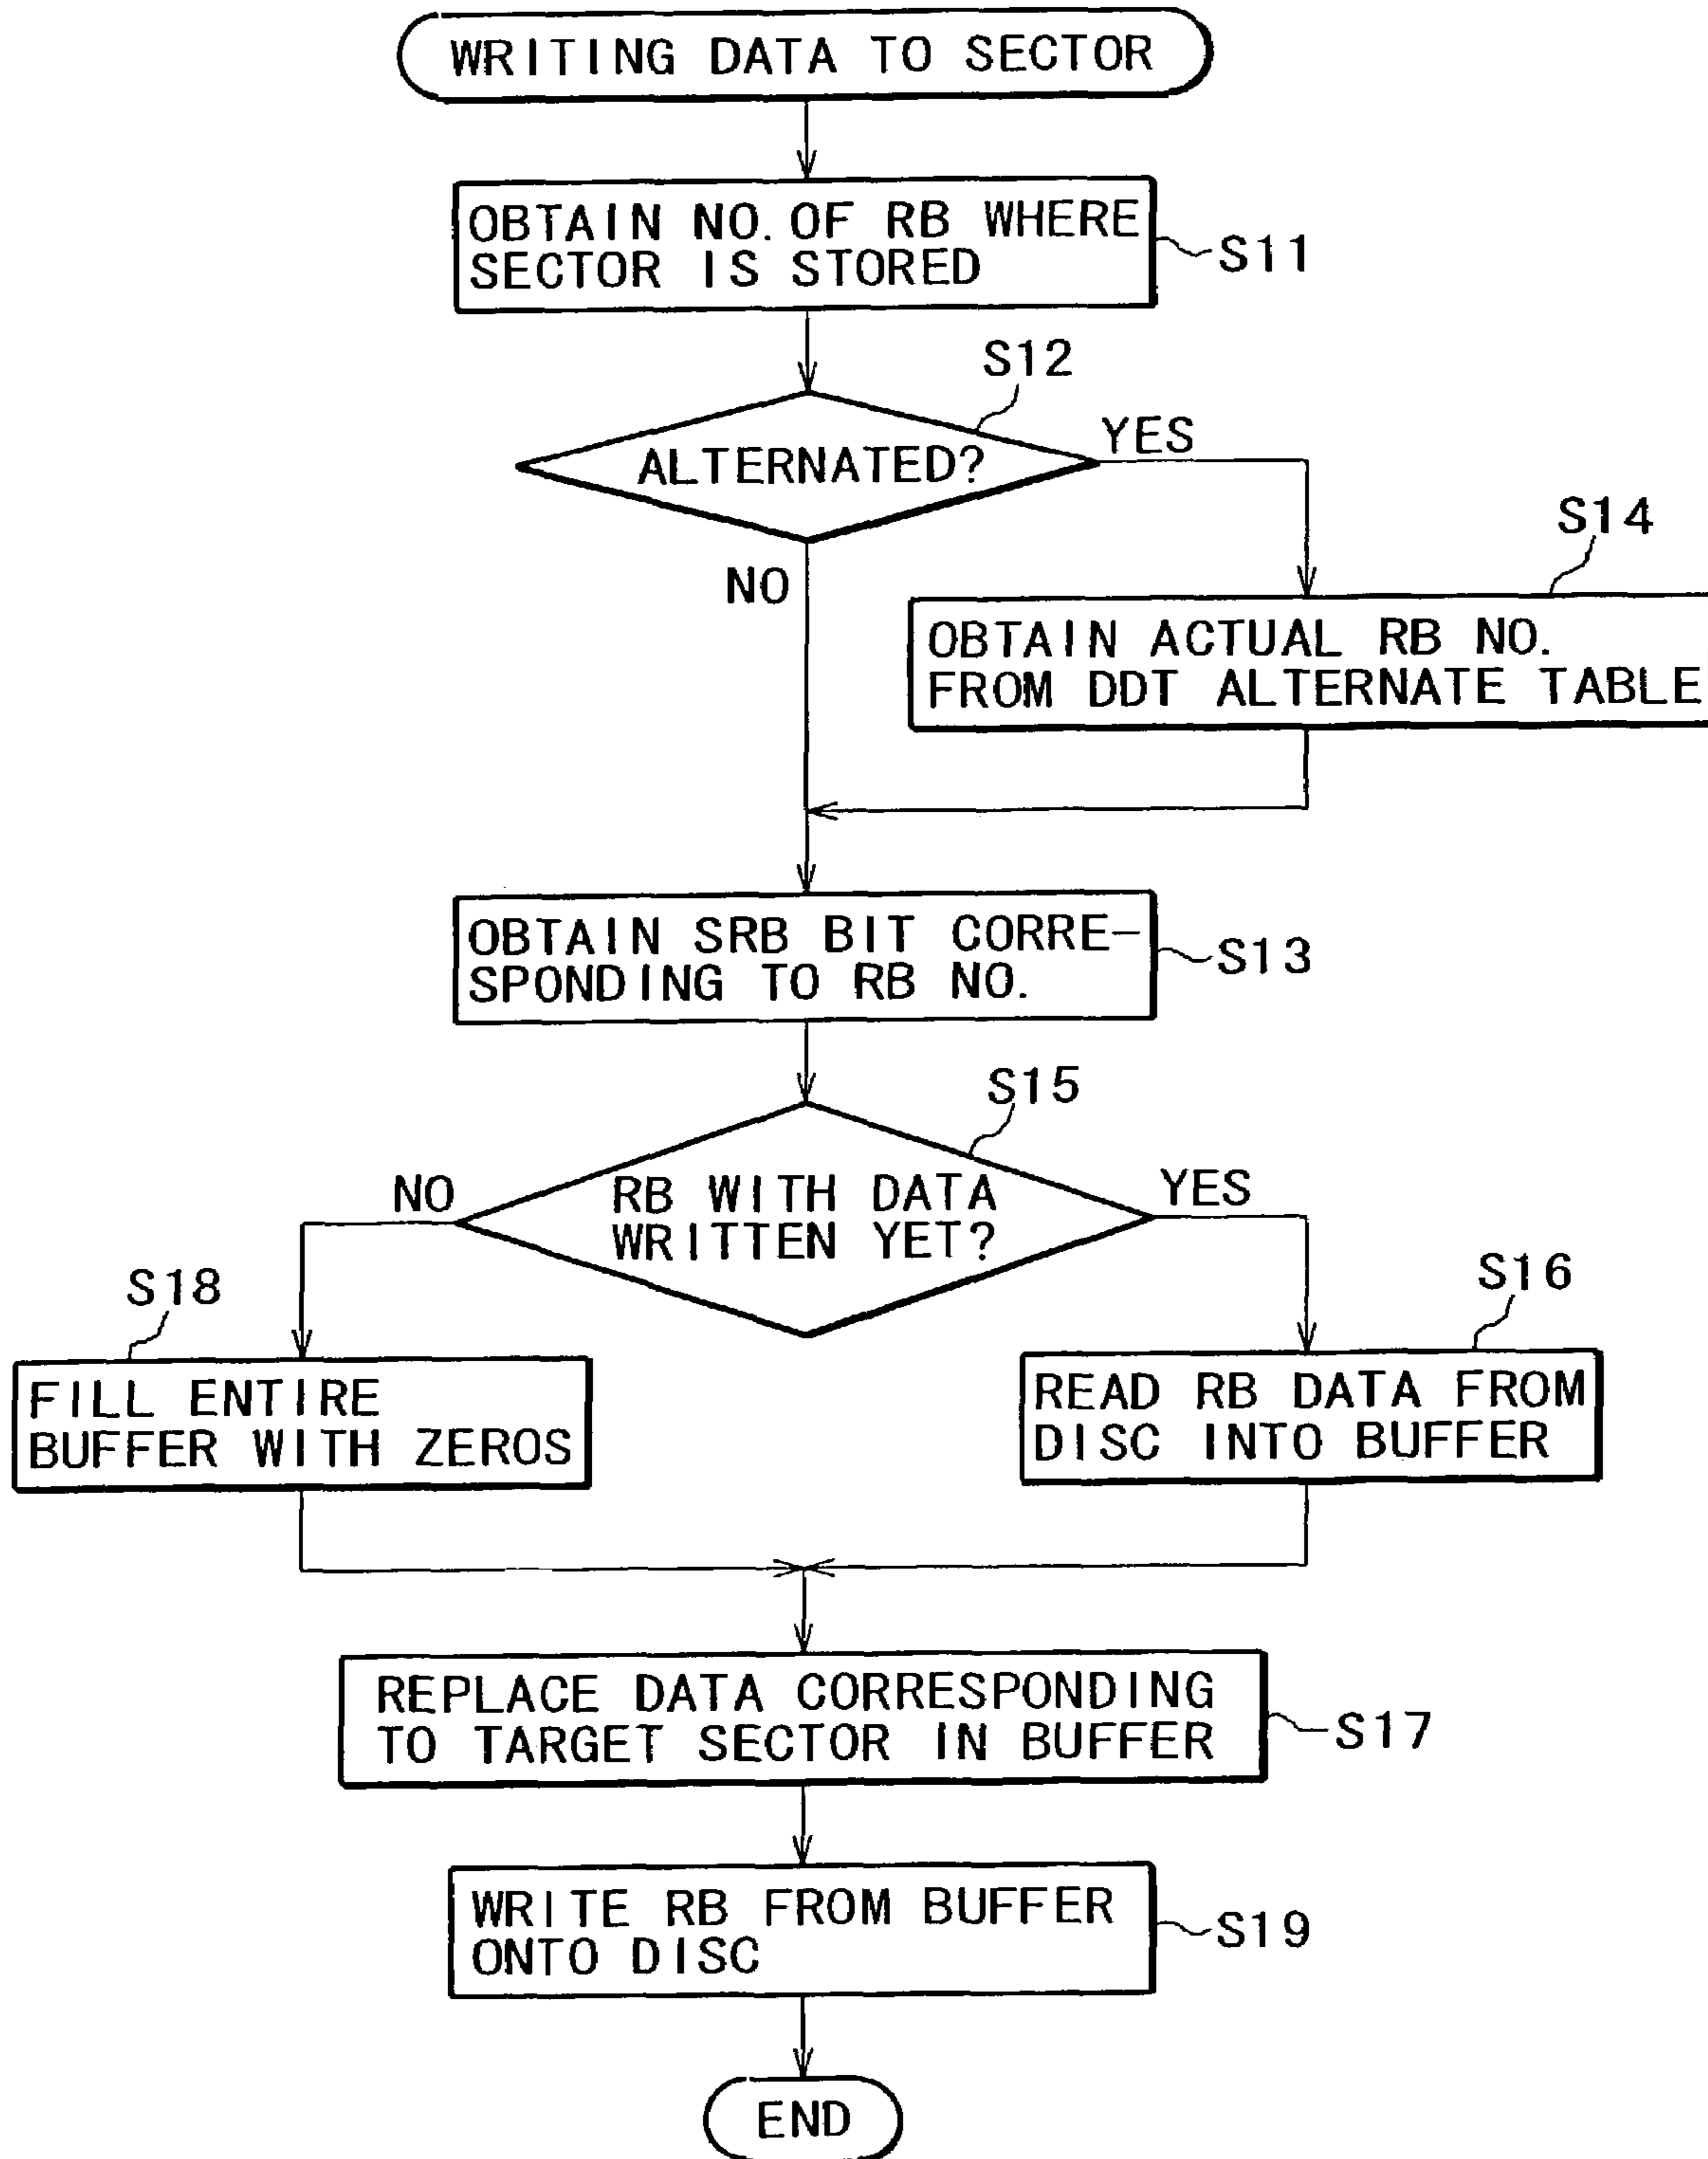 WRITING DATA TO SECTOR
OBTAIN NO. OF RB WHERE
SECTOR IS STORED
S11
S12
ALTERNATED?
YES
NO
S14
OBTAIN ACTUAL RB NO.
FROM DDT ALTERNATE TABLE
OBTAIN SRB BIT CORRE-
SPONDING TO RB NO.
S13
S15
RB WITH DATA
WRITTEN YET?
NO
YES
S18
FILL ENTIRE
BUFFER WITH ZEROS
S16
READ RB DATA FROM
DISC INTO BUFFER
REPLACE DATA CORRESPONDING
TO TARGET SECTOR IN BUFFER
S17
WRITE RB FROM BUFFER
ONTO DISC
S19
END